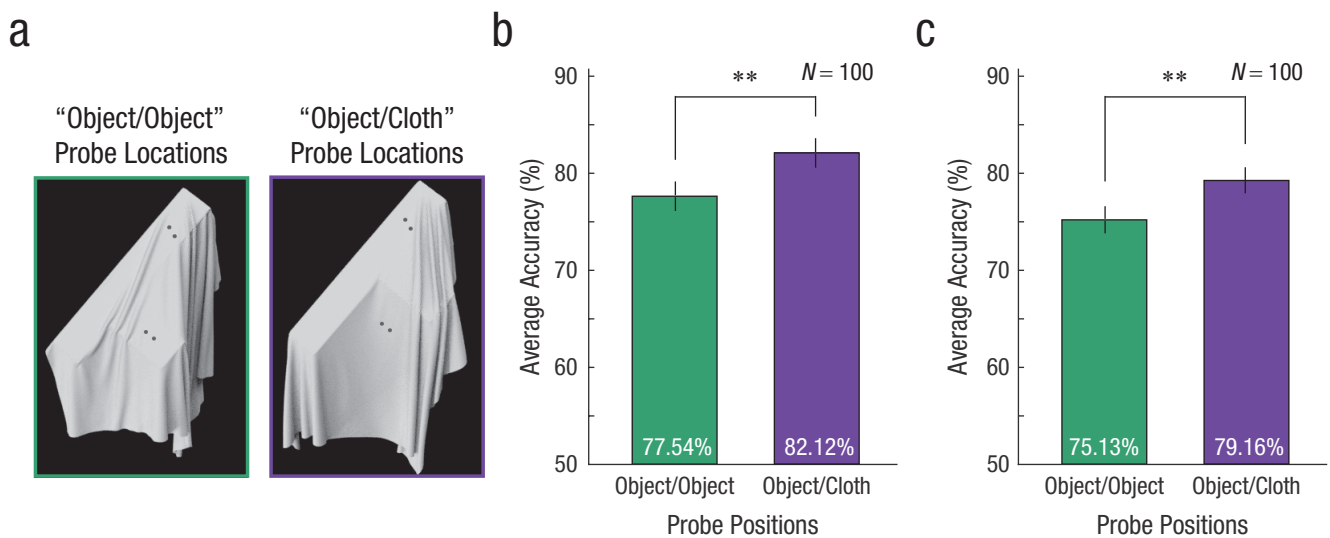 a
“Object/Object”
Probe Locations
“Object/Cloth”
Probe Locations
b
** N = 100
90
80
70
60
50
Average Accuracy (%)
77.54% 82.12%
Object/Object Object/Cloth
Probe Positions
c
** N = 100
90
80
70
60
50
Average Accuracy (%)
75.13% 79.16%
Object/Object Object/Cloth
Probe Positions